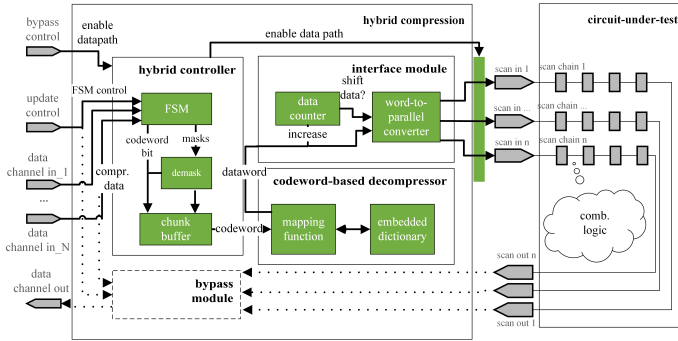 bypass
control
enable
datapath
hybrid compression
circuit-under-test
enable data path
hybrid controller
interface module
scan in 1
scan chain 1
FSM control
update
control
FSM
data
counter
shift
data?
word-to-
parallel
converter
increase
scan in ...
scan chain ...
scan in n
scan chain n
codeword
bit
masks
demask
data
channel in_1
...
data
channel in_N
compr.
data
dataword
codeword-based decompressor
chunk
buffer
codeword
mapping
function
embedded
dictionary
comb.
logic
data
channel out
bypass
module
scan out n
scan out 1